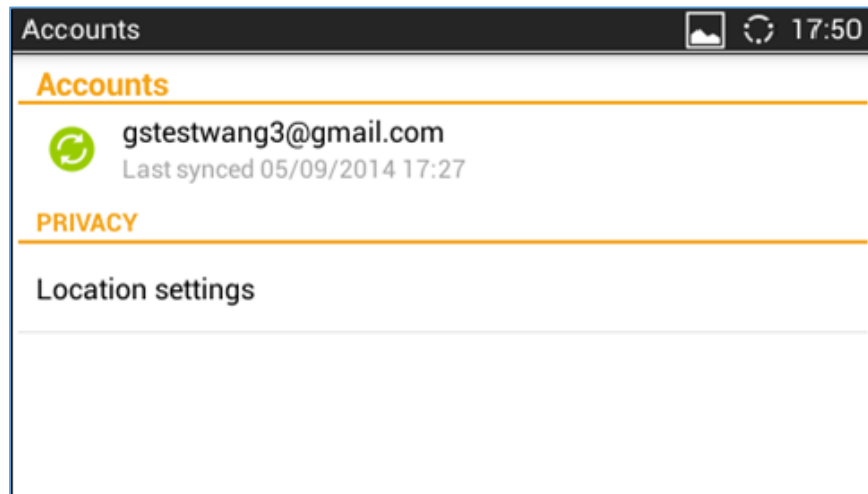 Accounts
17:50
Accounts
gstestwang3@gmail.com
Last synced 05/09/2014 17:27
PRIVACY
Location settings